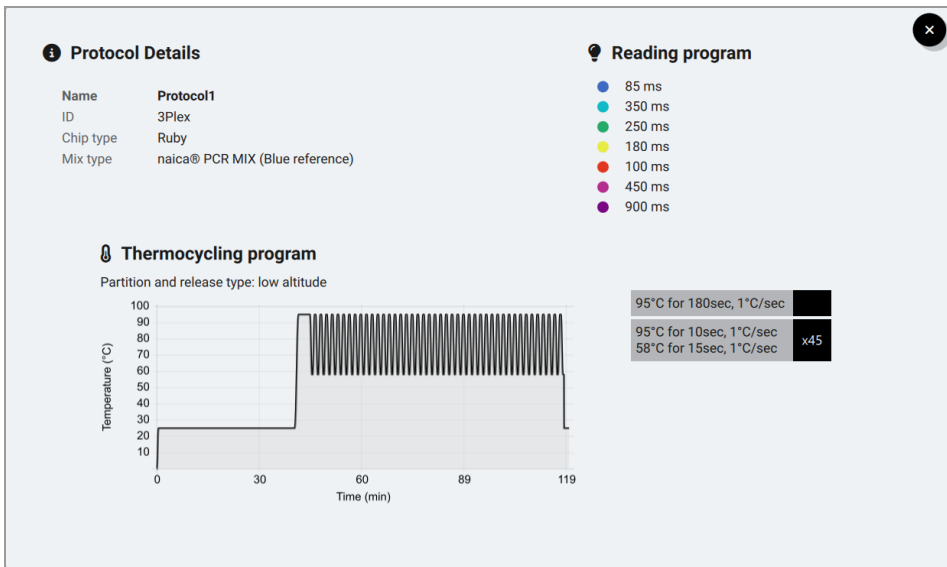 Protocol Details
Name Protocol1
ID 3Plex
Chip type Ruby
Mix type naica® PCR MIX (Blue reference)
Reading program
85 ms
350 ms
250 ms
180 ms
100 ms
450 ms
900 ms
Thermocycling program
Partition and release type: low altitude
100
90
80
70
60
50
40
30
20
10
Temperature (°C)
0 30 60 89 119
Time (min)
95°C for 180sec, 1°C/sec
95°C for 10sec, 1°C/sec
58°C for 15sec, 1°C/sec
x45